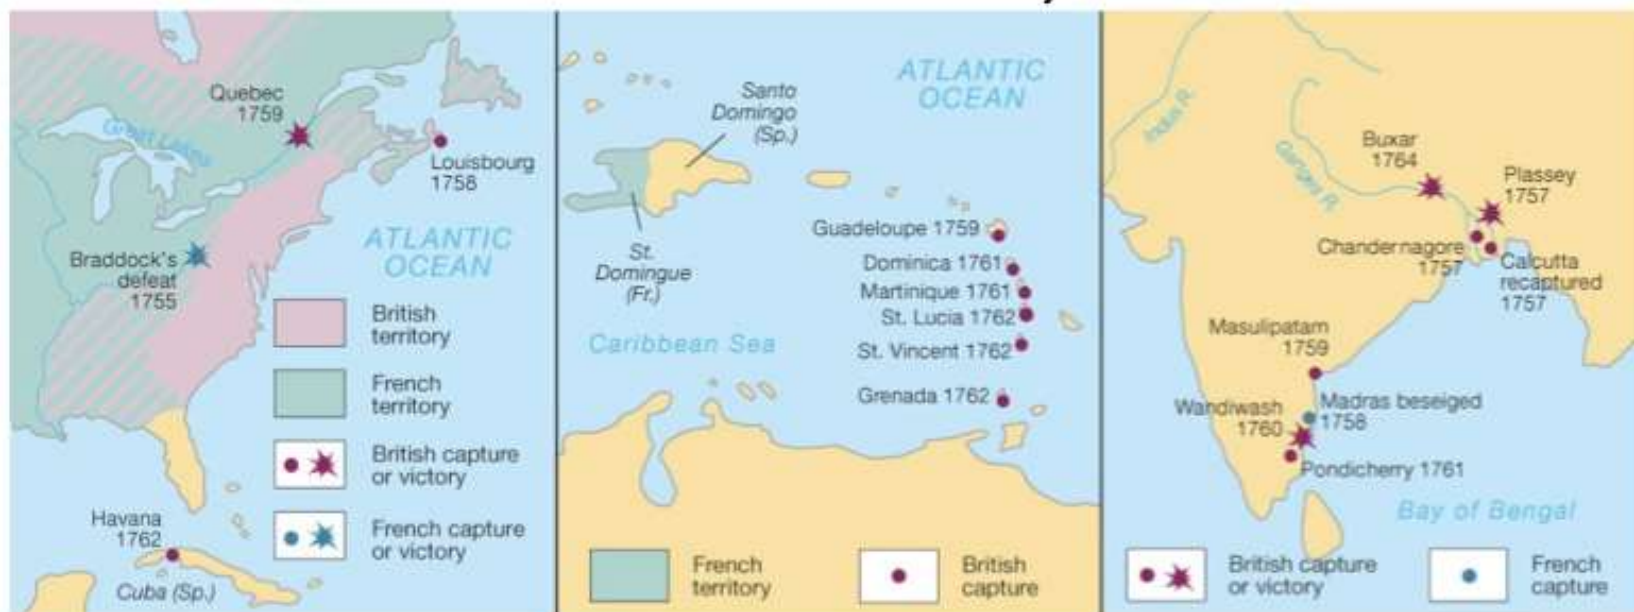 Quebec
1759
Great Lakes
Louisbourg
1758
Braddock's
defeat
1755
ATLANTIC
OCEAN
British
territory
French
territory
British capture
or victory
French capture
or victory
Havana
1762
Cuba (Sp.)
ATLANTIC
OCEAN
Santo
Domingo
(Sp.)
St.
Domingue
(Fr.)
Guadeloupe 1759
Dominica 1761
Martinique 1761
St. Lucia 1762
St. Vincent 1762
Caribbean Sea
Grenada 1762
French
territory
British
capture
Indus R.
Ganges R.
Buxar
1764
Plassey
1757
Chandernagore
1757
Calcutta
recaptured
1757
Masulipatam
1759
Wandiwash
1760
Madras beseiged
1758
Pondicherry 1761
Bay of Bengal
British capture
or victory
French
capture